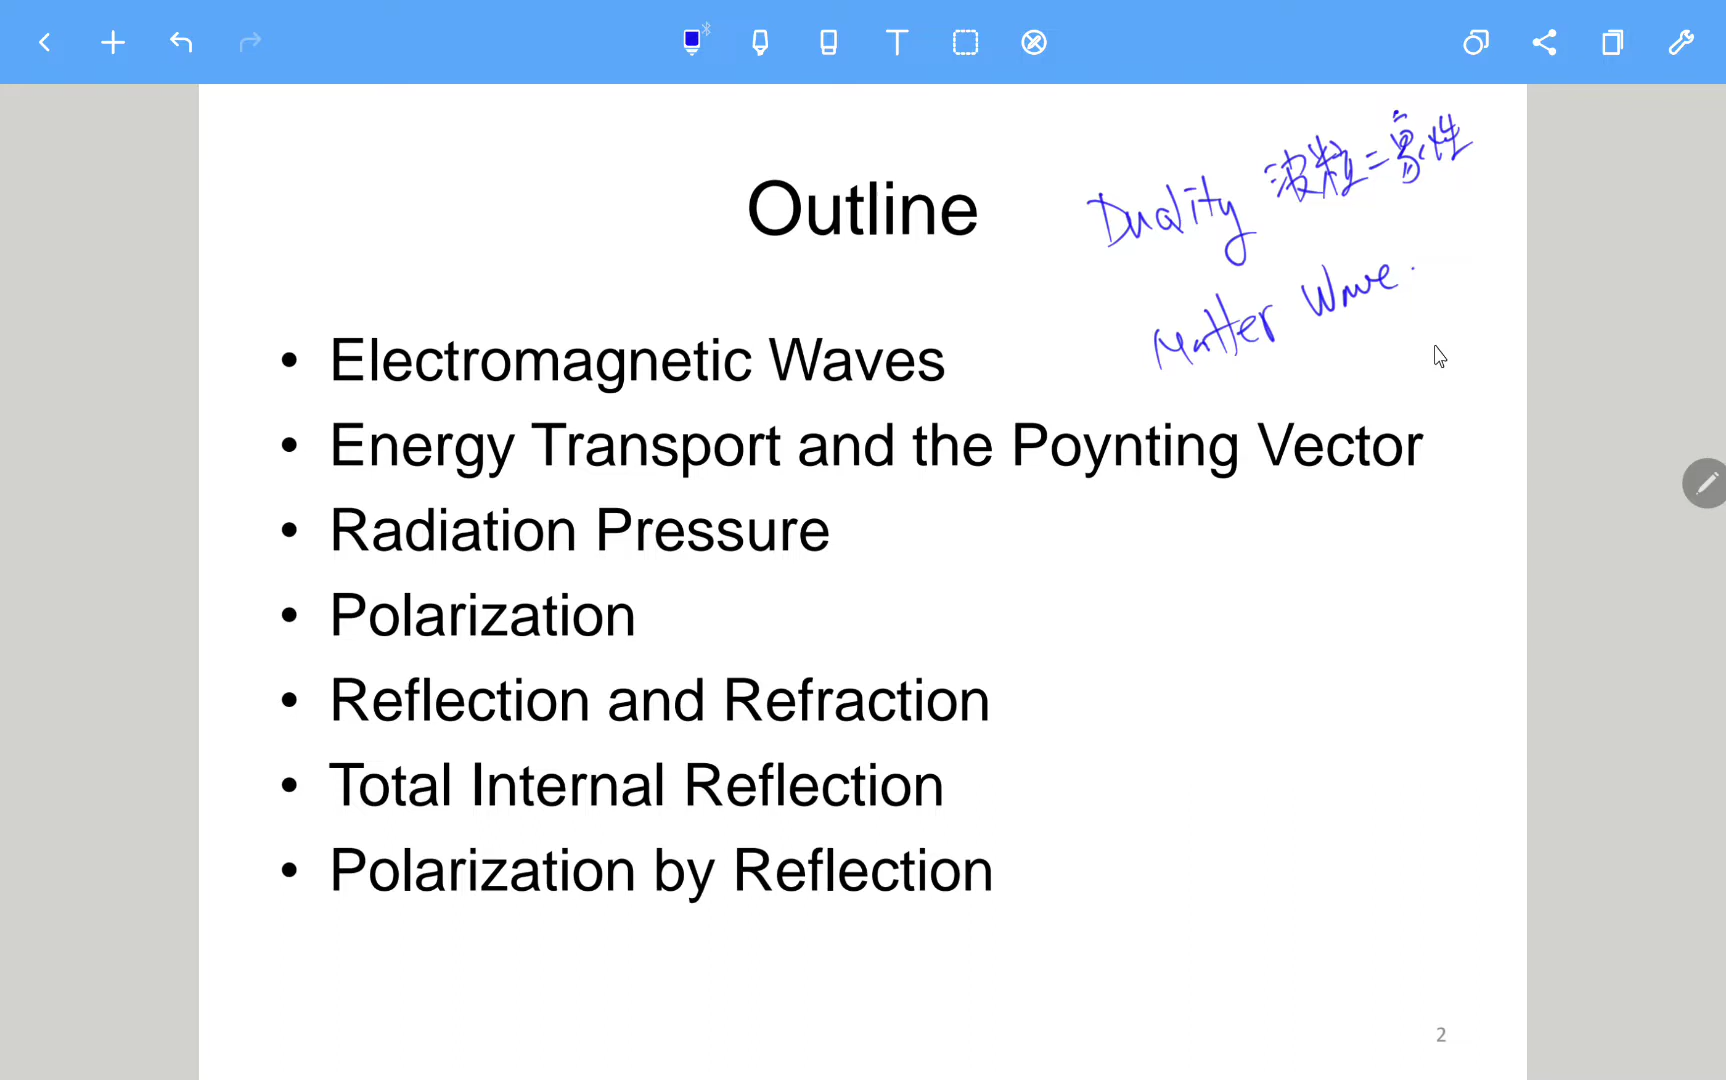 Outline
Duality 波粒二象性
Matter Wave
• Electromagnetic Waves
• Energy Transport and the Poynting Vector
• Radiation Pressure
• Polarization
• Reflection and Refraction
• Total Internal Reflection
• Polarization by Reflection
2